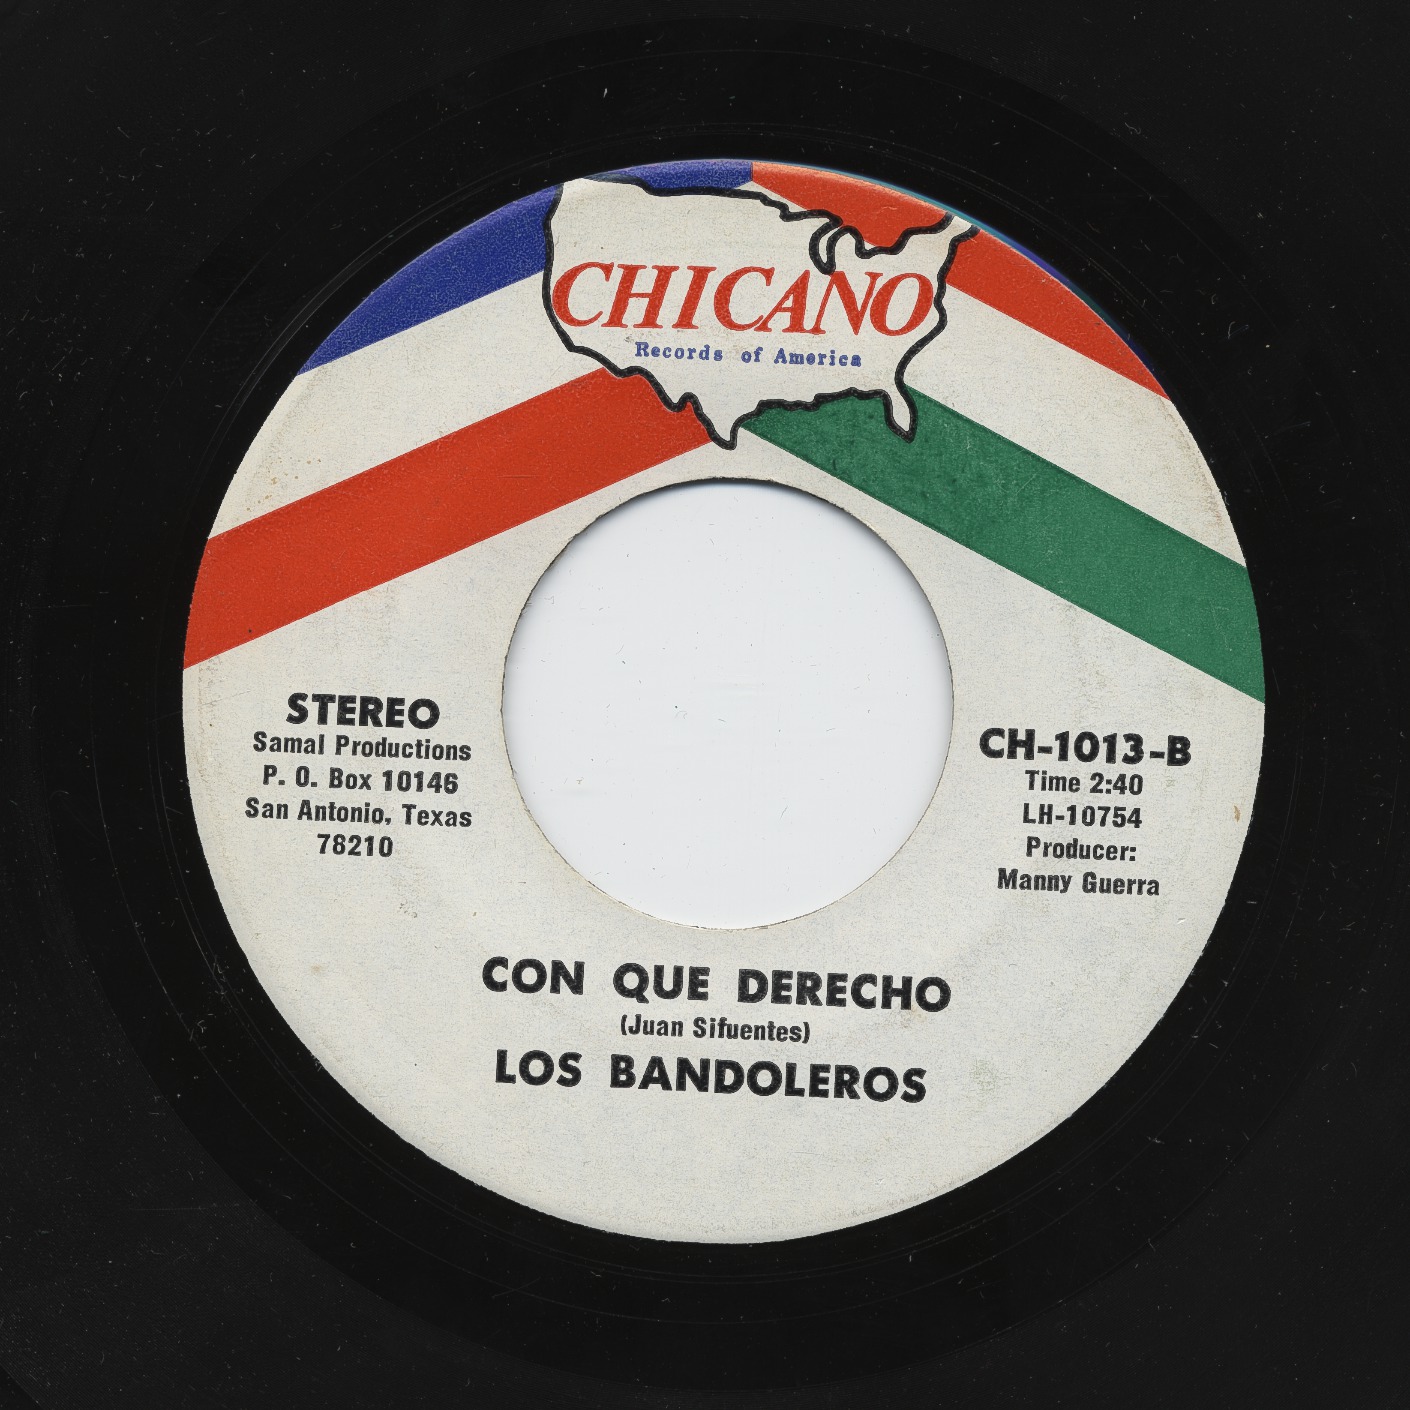 CHICANO
Records of America
STEREO
Samal Productions
P. O. Box 10146
San Antonio, Texas
78210
CH-1013-B
Time 2:40
LH-10754
Producer:
Manny Guerra
CON QUE DERECHO
(Juan Sifuentes)
LOS BANDOLEROS